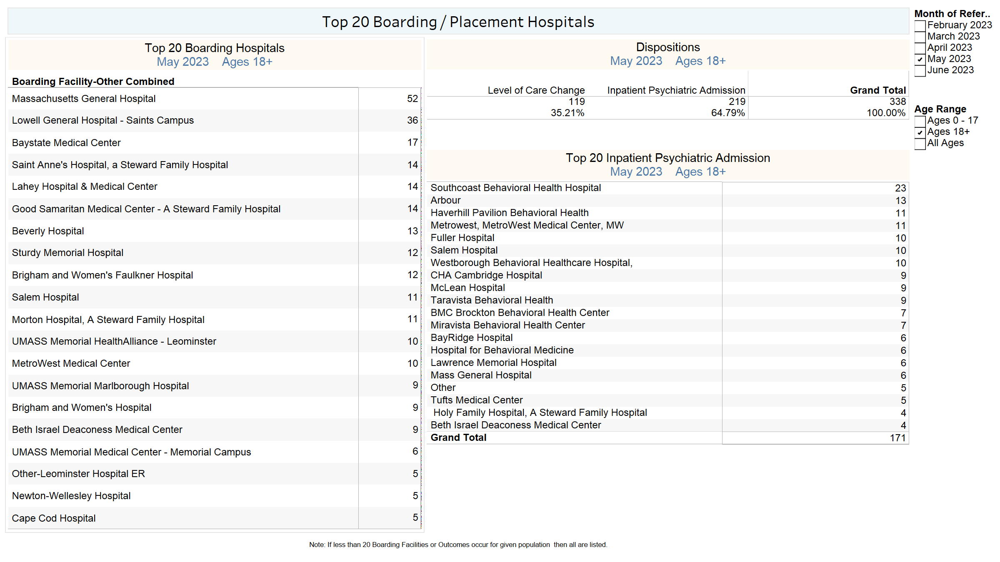 Top 20 Boarding / Placement Hospitals
Top 20 Boarding Hospitals
May 2023 Ages 18+
Boarding Facility-Other Combined
Massachusetts General Hospital 52
Lowell General Hospital - Saints Campus 36
Baystate Medical Center 17
Saint Anne's Hospital, a Steward Family Hospital 14
Lahey Hospital & Medical Center 14
Good Samaritan Medical Center - A Steward Family Hospital 14
Beverly Hospital 13
Sturdy Memorial Hospital 12
Brigham and Women's Faulkner Hospital 12
Salem Hospital 11
Morton Hospital, A Steward Family Hospital 11
UMASS Memorial HealthAlliance - Leominster 10
MetroWest Medical Center 10
UMASS Memorial Marlborough Hospital 9
Brigham and Women's Hospital 9
Beth Israel Deaconess Medical Center 9
UMASS Memorial Medical Center - Memorial Campus 6
Other-Leominster Hospital ER 5
Newton-Wellesley Hospital 5
Cape Cod Hospital 5
Dispositions
May 2023 Ages 18+
Level of Care Change Inpatient Psychiatric Admission Grand Total
119 219 338
35.21% 64.79% 100.00%
Top 20 Inpatient Psychiatric Admission
May 2023 Ages 18+
Southcoast Behavioral Health Hospital 23
Arbour 13
Haverhill Pavilion Behavioral Health 11
Metrowest, MetroWest Medical Center, MW 11
Fuller Hospital 10
Salem Hospital 10
Westborough Behavioral Healthcare Hospital, 10
CHA Cambridge Hospital 9
McLean Hospital 9
Taravista Behavioral Health 9
BMC Brockton Behavioral Health Center 7
Miravista Behavioral Health Center 7
BayRidge Hospital 6
Hospital for Behavioral Medicine 6
Lawrence Memorial Hospital 6
Mass General Hospital 6
Other 5
Tufts Medical Center 5
Holy Family Hospital, A Steward Family Hospital 4
Beth Israel Deaconess Medical Center 4
Grand Total 171
Month of Refer..
February 2023
March 2023
April 2023
May 2023
June 2023
Age Range
Ages 0 - 17
Ages 18+
All Ages
Note: If less than 20 Boarding Facilities or Outcomes occur for given population then all are listed.